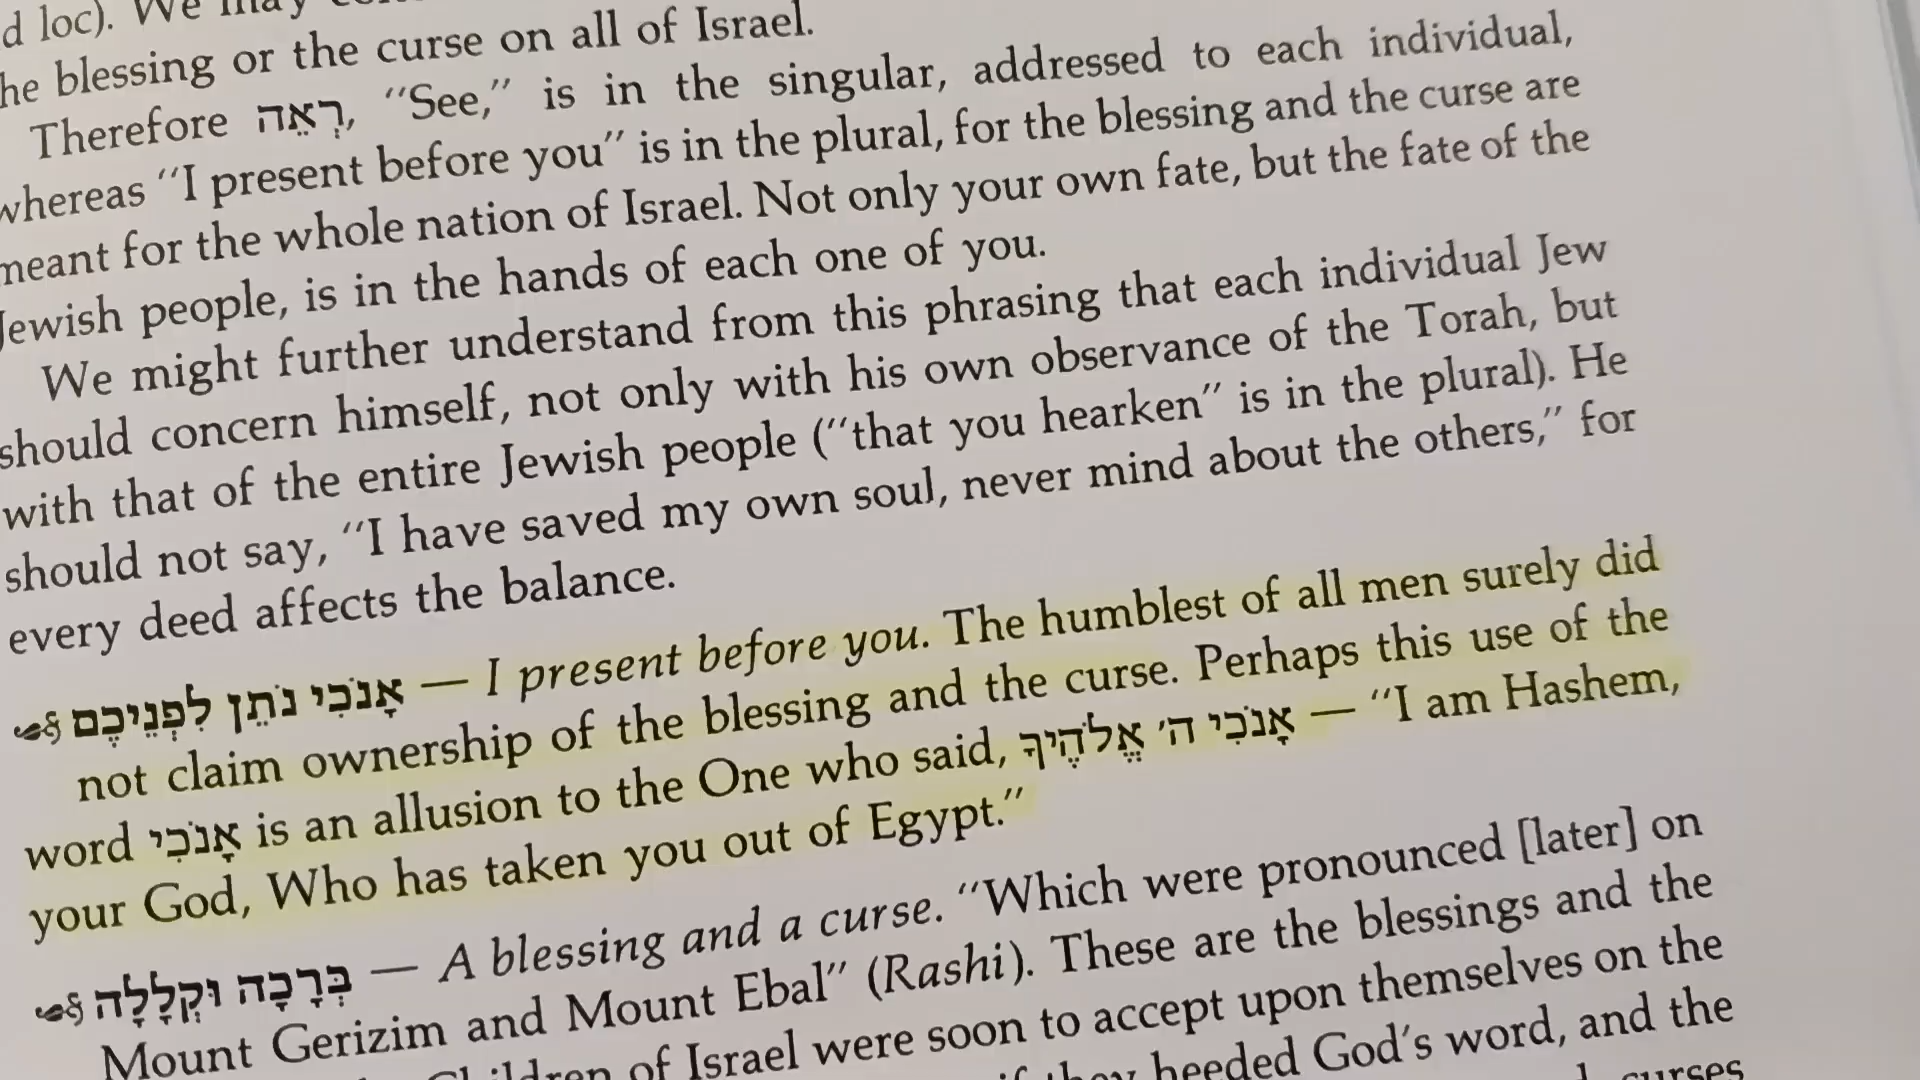 d loc). We may
he blessing or the curse on all of Israel.
Therefore רְאֵה, “See,” is in the singular, addressed to each individual,
whereas “I present before you” is in the plural, for the blessing and the curse are
meant for the whole nation of Israel. Not only your own fate, but the fate of the
Jewish people, is in the hands of each one of you.
We might further understand from this phrasing that each individual Jew
should concern himself, not only with his own observance of the Torah, but
with that of the entire Jewish people (“that you hearken” is in the plural). He
should not say, “I have saved my own soul, never mind about the others,” for
every deed affects the balance.
אָנֹכִי נֹתֵן לִפְנֵיכֶם — I present before you. The humblest of all men surely did
not claim ownership of the blessing and the curse. Perhaps this use of the
word אָנֹכִי is an allusion to the One who said, אָנֹכִי ה׳ אֱלֹהֶיךָ — “I am Hashem,
your God, Who has taken you out of Egypt.”
בְּרָכָה וּקְלָלָה — A blessing and a curse. “Which were pronounced [later] on
Mount Gerizim and Mount Ebal” (Rashi). These are the blessings and the
Children of Israel were soon to accept upon themselves on the
if they heeded God’s word, and the
curses